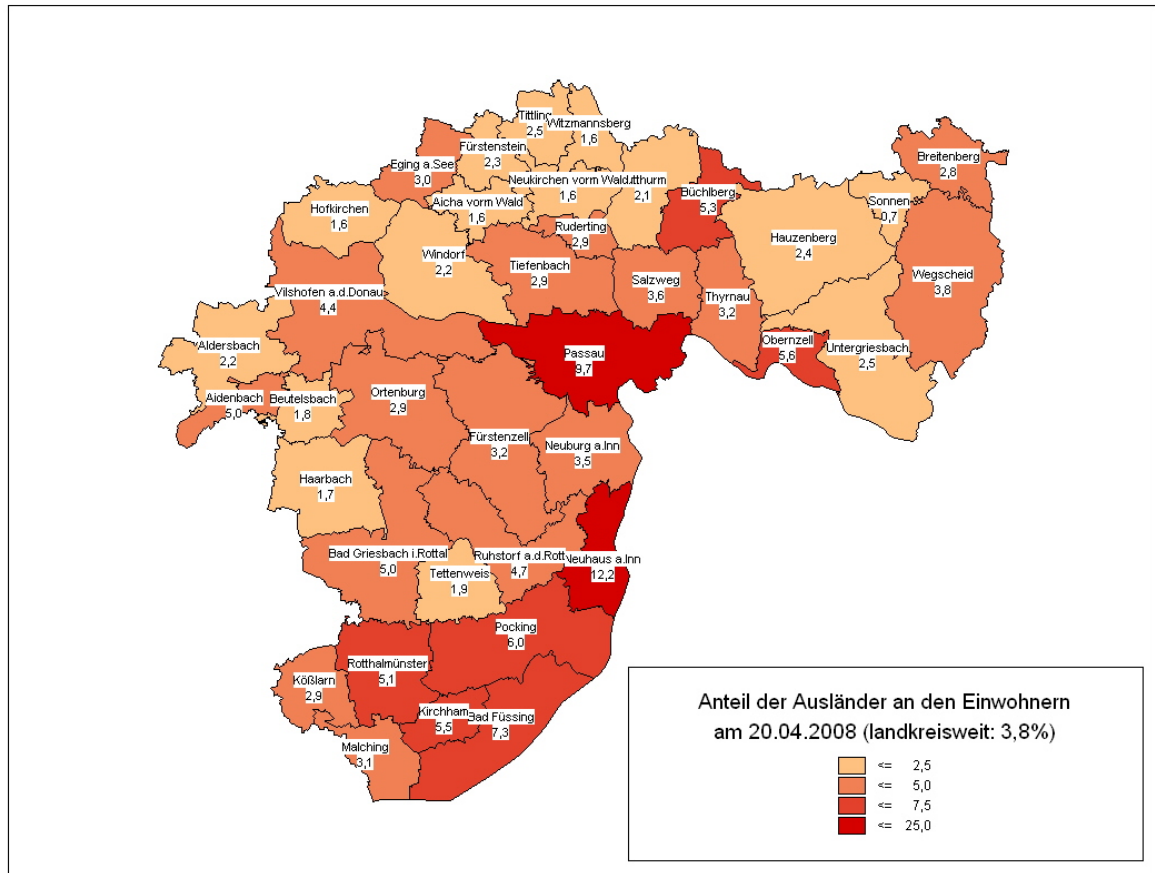 Tittling
2,5
Witzmannsberg
1,6
Fürstenstein
2,3
Eging a.See
3,0
Neukirchen vorm Wald
1,6
utthurm
2,1
Büchlberg
5,3
Breitenberg
2,8
Sonnen
0,7
Aicha vorm Wald
1,6
Hofkirchen
1,6
Ruderting
2,9
Hauzenberg
2,4
Windorf
2,2
Tiefenbach
2,9
Salzweg
3,6
Wegscheid
3,8
Vilshofen a.d.Donau
4,4
Thyrnau
3,2
Aldersbach
2,2
Passau
9,7
Obernzell
5,6
Untergriesbach
2,5
Aidenbach
5,0
Beutelsbach
1,8
Ortenburg
2,9
Fürstenzell
3,2
Neuburg a.Inn
3,5
Haarbach
1,7
Bad Griesbach i.Rottal
5,0
Ruhstorf a.d.Rott
4,7
Neuhaus a.Inn
12,2
Tettenweis
1,9
Pocking
6,0
Rotthalmünster
5,1
Kößlarn
2,9
Kirchham
5,5
Bad Füssing
7,3
Malching
3,1
Anteil der Ausländer an den Einwohnern
am 20.04.2008 (landkreisweit: 3,8%)
<= 2,5
<= 5,0
<= 7,5
<= 25,0